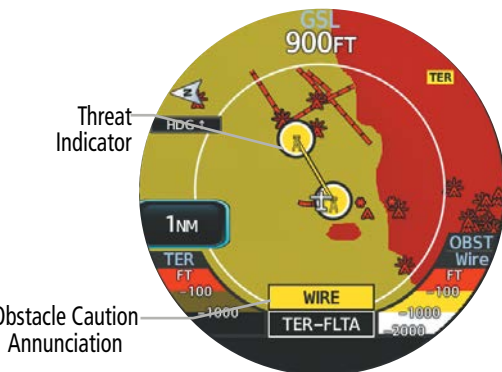 GSL
900FT
TER
N
Threat
Indicator
HDG ↑
1NM
TER
FT
-100
-1000
OBST
Wire
FT
-100
-1000
-2000
WIRE
TER-FLTA
Obstacle Caution
Annunciation